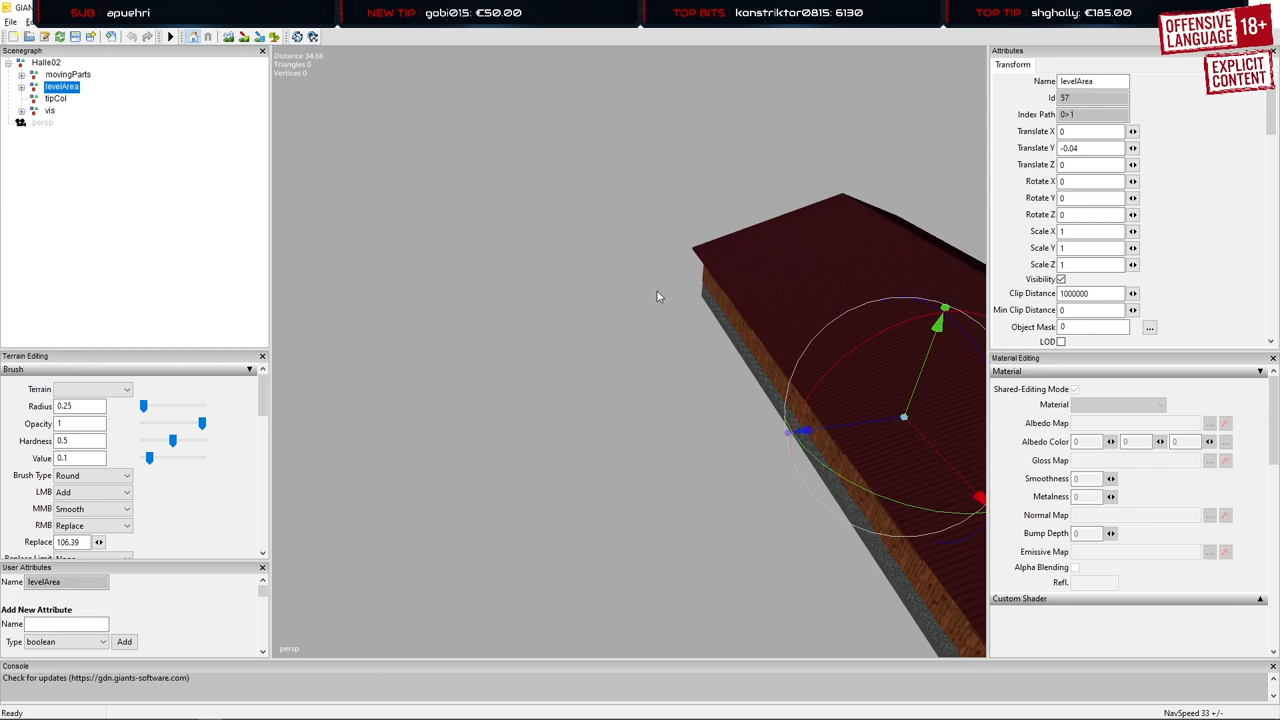 GIAN
SUB : apuehri
NEW TIP : gobi015: €50.00
TOP BITS : konstriktor0815: 6130
TOP TIP : shgholly:
OFFENSIVE
LANGUAGE 18+
EXPLICIT
CONTENT
File
Scenegraph
Halle02
movingParts
levelArea
tipCol
vis
persp
Distance 34.66
Triangles 0
Vertices 0
persp
Attributes
Transform
Name levelArea
Id 57
Index Path 0>1
Translate X 0
Translate Y -0.04
Translate Z 0
Rotate X 0
Rotate Y 0
Rotate Z 0
Scale X 1
Scale Y 1
Scale Z 1
Visibility
Clip Distance 1000000
Min Clip Distance 0
Object Mask 0 ...
LOD
Terrain Editing
Brush
Terrain
Radius 0.25
Opacity 1
Hardness 0.5
Value 0.1
Brush Type Round
LMB Add
MMB Smooth
RMB Replace
Replace 106.39
Replace Limit None
User Attributes
Name levelArea
Add New Attribute
Name
Type boolean Add
Material Editing
Material
Shared-Editing Mode
Material
Albedo Map ...
Albedo Color 0 0 0 ...
Gloss Map ...
Smoothness 0
Metalness 0
Normal Map ...
Bump Depth 0
Emissive Map ...
Alpha Blending
Refl.
Custom Shader
Console
Check for updates (https://gdn.giants-software.com)
Ready
NavSpeed 33 +/-